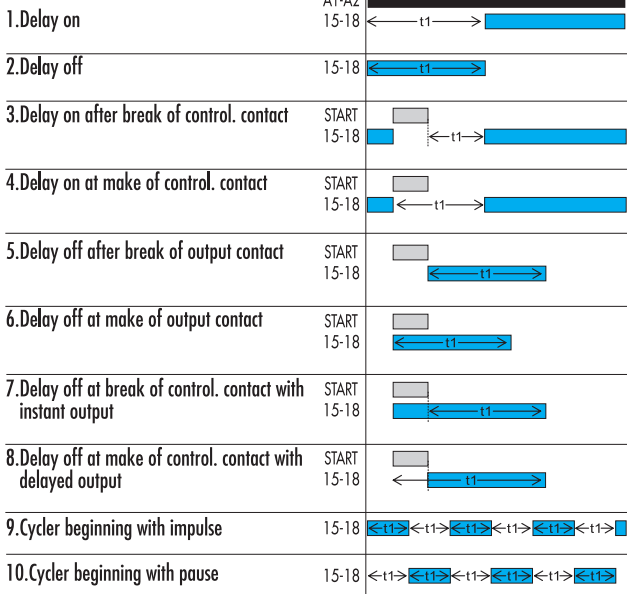 A1-A2
1.Delay on 15-18 t1
2.Delay off 15-18 t1
3.Delay on after break of control. contact START
15-18 t1
4.Delay on at make of control. contact START
15-18 t1
5.Delay off after break of output contact START
15-18 t1
6.Delay off at make of output contact START
15-18 t1
7.Delay off at break of control. contact with START
instant output 15-18 t1
8.Delay off at make of control. contact with START
delayed output 15-18 t1
9.Cycler beginning with impulse 15-18 t1 t1 t1 t1 t1 t1
10.Cycler beginning with pause 15-18 t1 t1 t1 t1 t1 t1